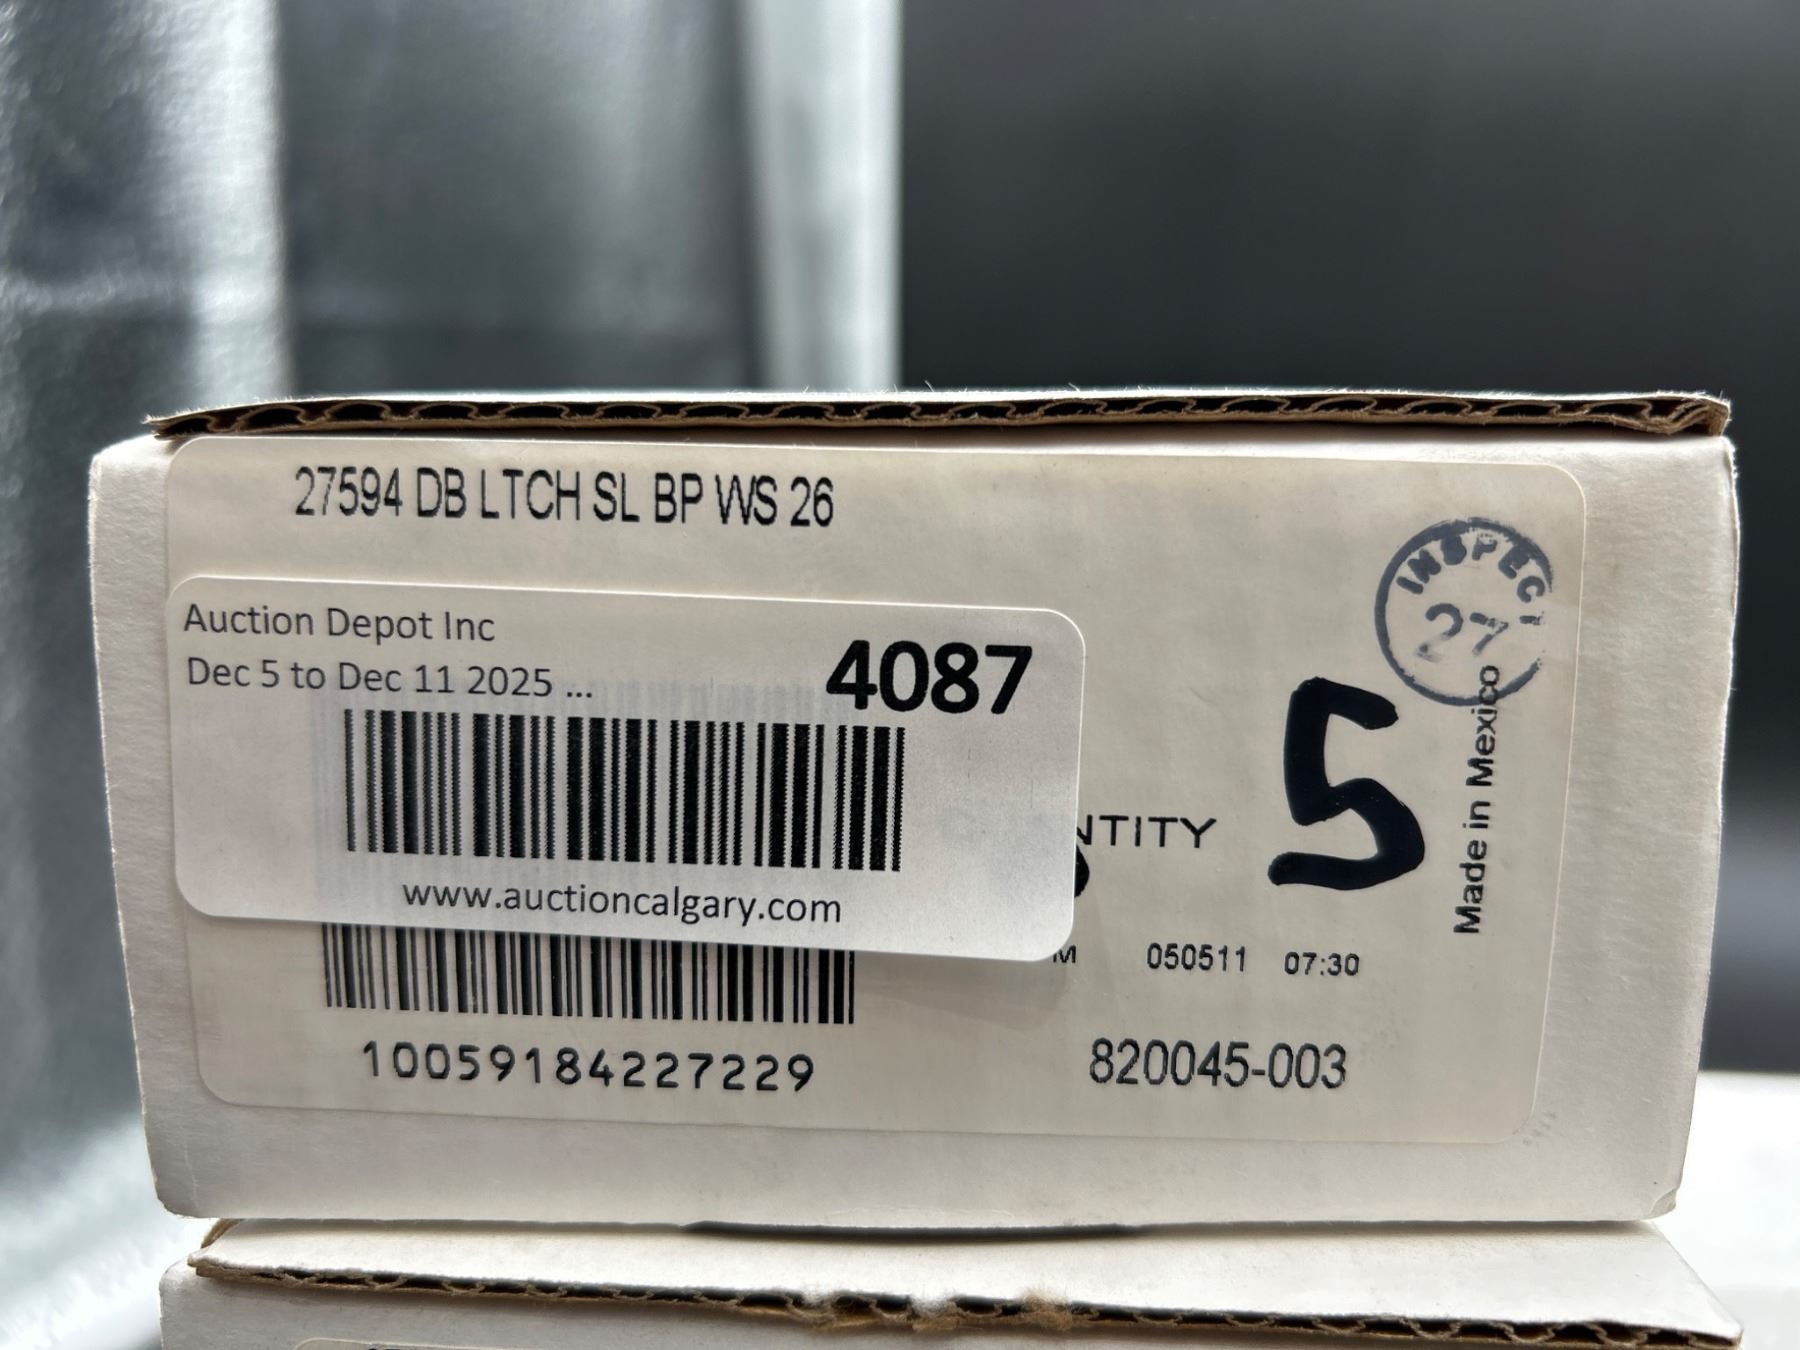 27594 DB LTCH SL BP WS 26
INSPECT
27
Auction Depot Inc
4087
Dec 5 to Dec 11 2025 ...
www.auctioncalgary.com
NTITY
5
Made in Mexico
M 050511 07:30
10059184227229
820045-003